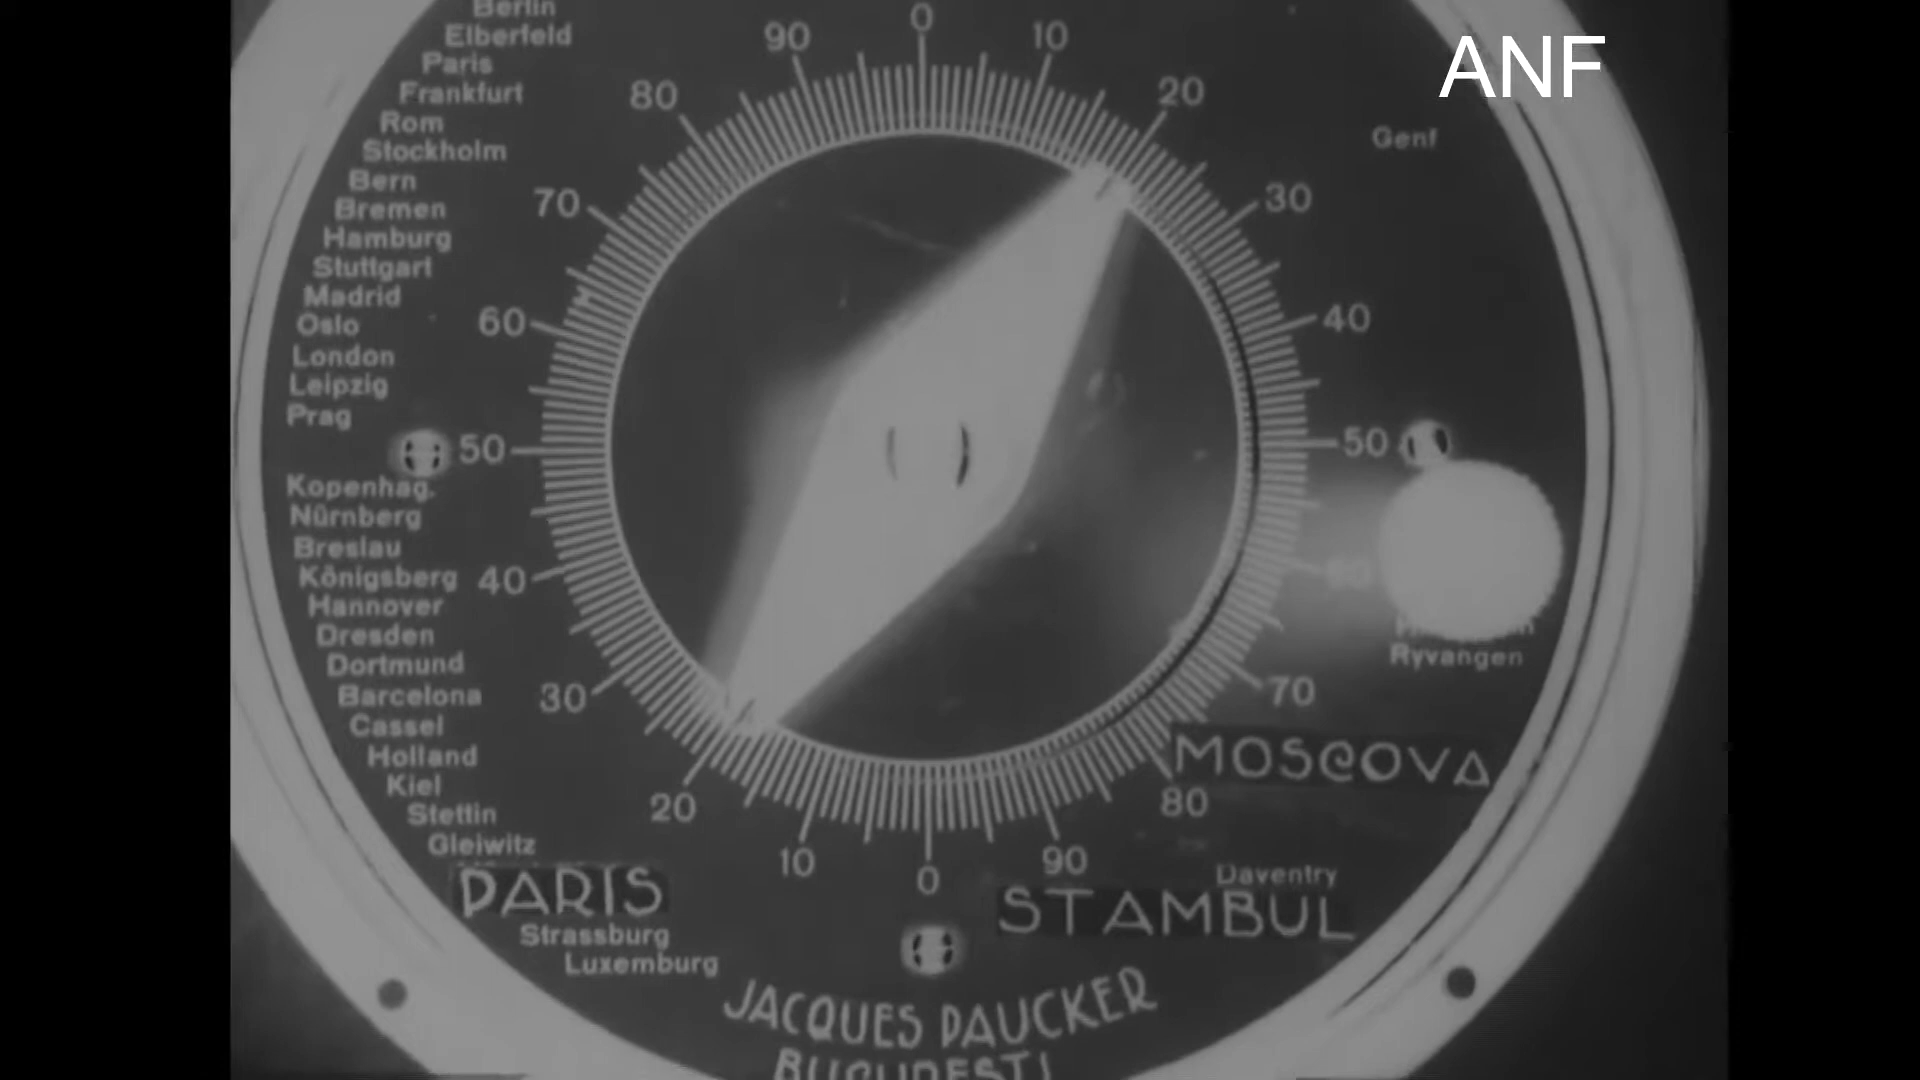 ANF
Berlin
Elberfeld
Paris
Frankfurt
Rom
Stockholm
Bern
Bremen
Hamburg
Stuttgart
Madrid
Oslo
London
Leipzig
Prag
Kopenhag.
Nürnberg
Breslau
Königsberg
Hannover
Dresden
Dortmund
Barcelona
Cassel
Holland
Kiel
Stettin
Gleiwitz
PARIS
Strassburg
Luxemburg
0
10
20
30
40
50
60
70
80
90
0
10
20
30
40
50
60
70
80
90
Genf
Ryvangen
MOSCOVA
Daventry
STAMBUL
JACQUES PAUCKER
BUCUREȘTI